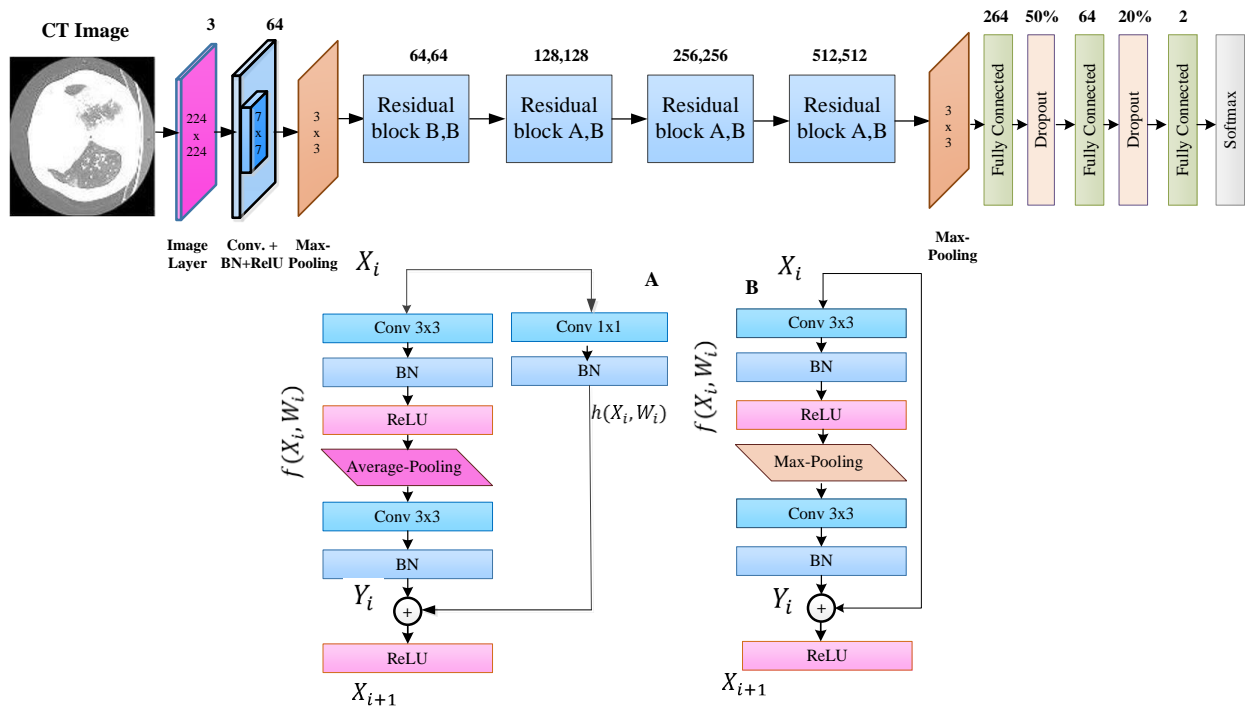 CT Image
3
64
224
x
224
7
x
7
3
x
3
Image
Layer
Conv. +
BN+RelU
Max-
Pooling
64,64
Residual
block B,B
128,128
Residual
block A,B
256,256
Residual
block A,B
512,512
Residual
block A,B
3
x
3
Max-
Pooling
264
Fully Connected
50%
Dropout
64
Fully Connected
20%
Dropout
2
Fully Connected
Softmax
X_i
A
Conv 3x3
BN
ReLU
Average-Pooling
Conv 3x3
BN
f(X_i, W_i)
Conv 1x1
BN
h(X_i, W_i)
Y_i
+
ReLU
X_{i+1}
B
X_i
Conv 3x3
BN
ReLU
Max-Pooling
Conv 3x3
BN
f(X_i, W_i)
Y_i
+
ReLU
X_{i+1}